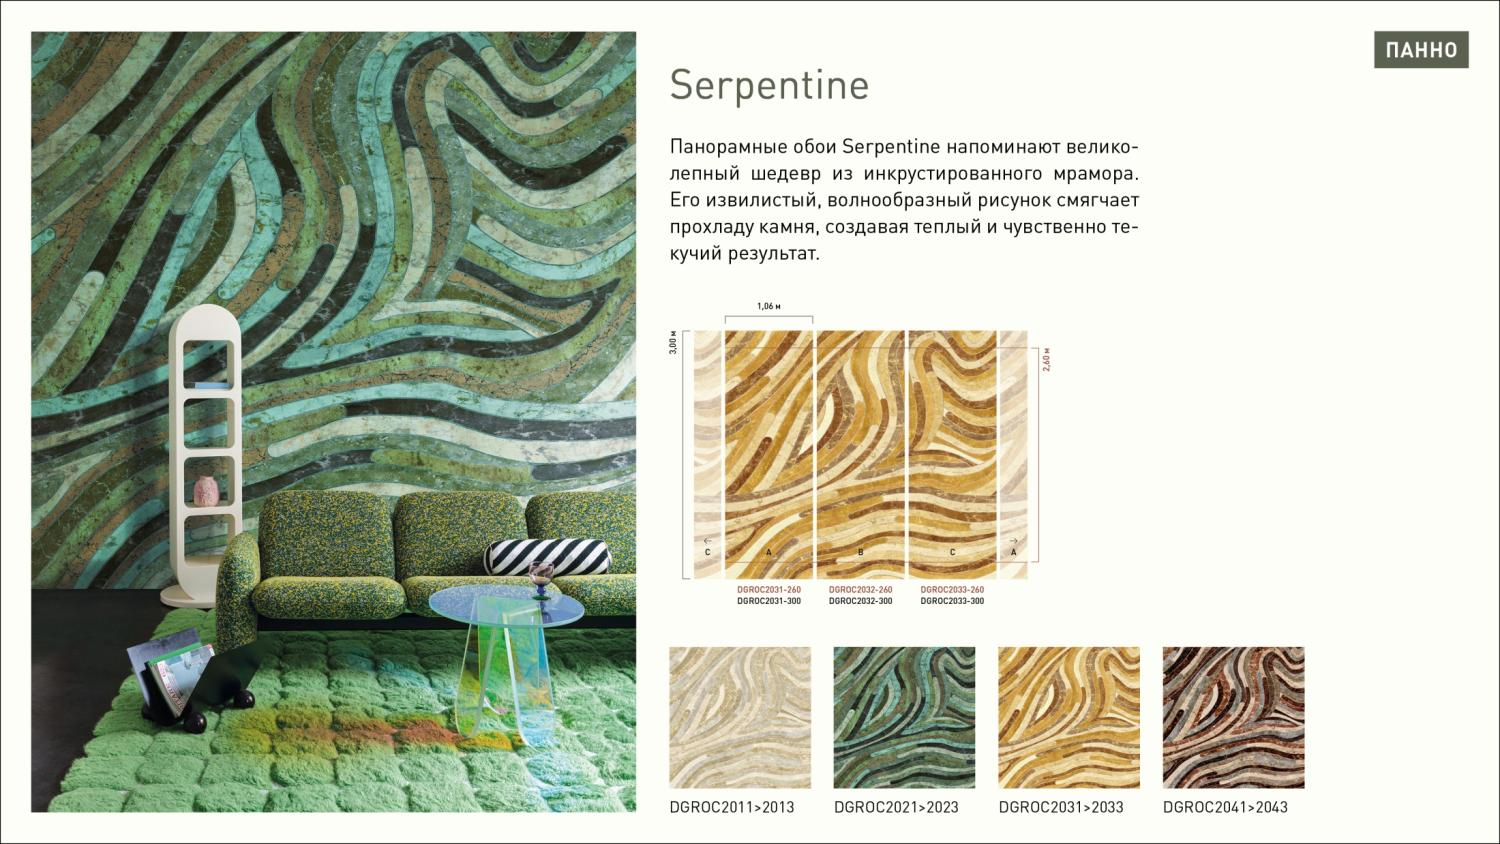 ПАННО
Serpentine
Панорамные обои Serpentine напоминают велико-
лепный шедевр из инкрустированного мрамора.
Его извилистый, волнообразный рисунок смягчает
прохладу камня, создавая теплый и чувственно те-
кучий результат.
1,06 м
3,00 м
2,60 м
← C
A
B
C
→ A
DGROC2031-260
DGROC2031-300
DGROC2032-260
DGROC2032-300
DGROC2033-260
DGROC2033-300
DGROC2011>2013
DGROC2021>2023
DGROC2031>2033
DGROC2041>2043